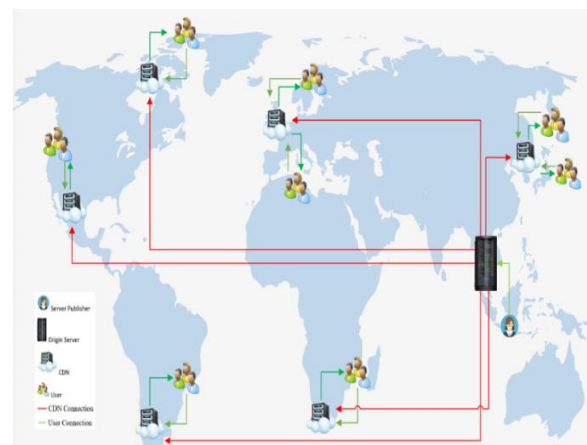 Server Publisher
Origin Server
CDN
User
CDN Connection
User Connection